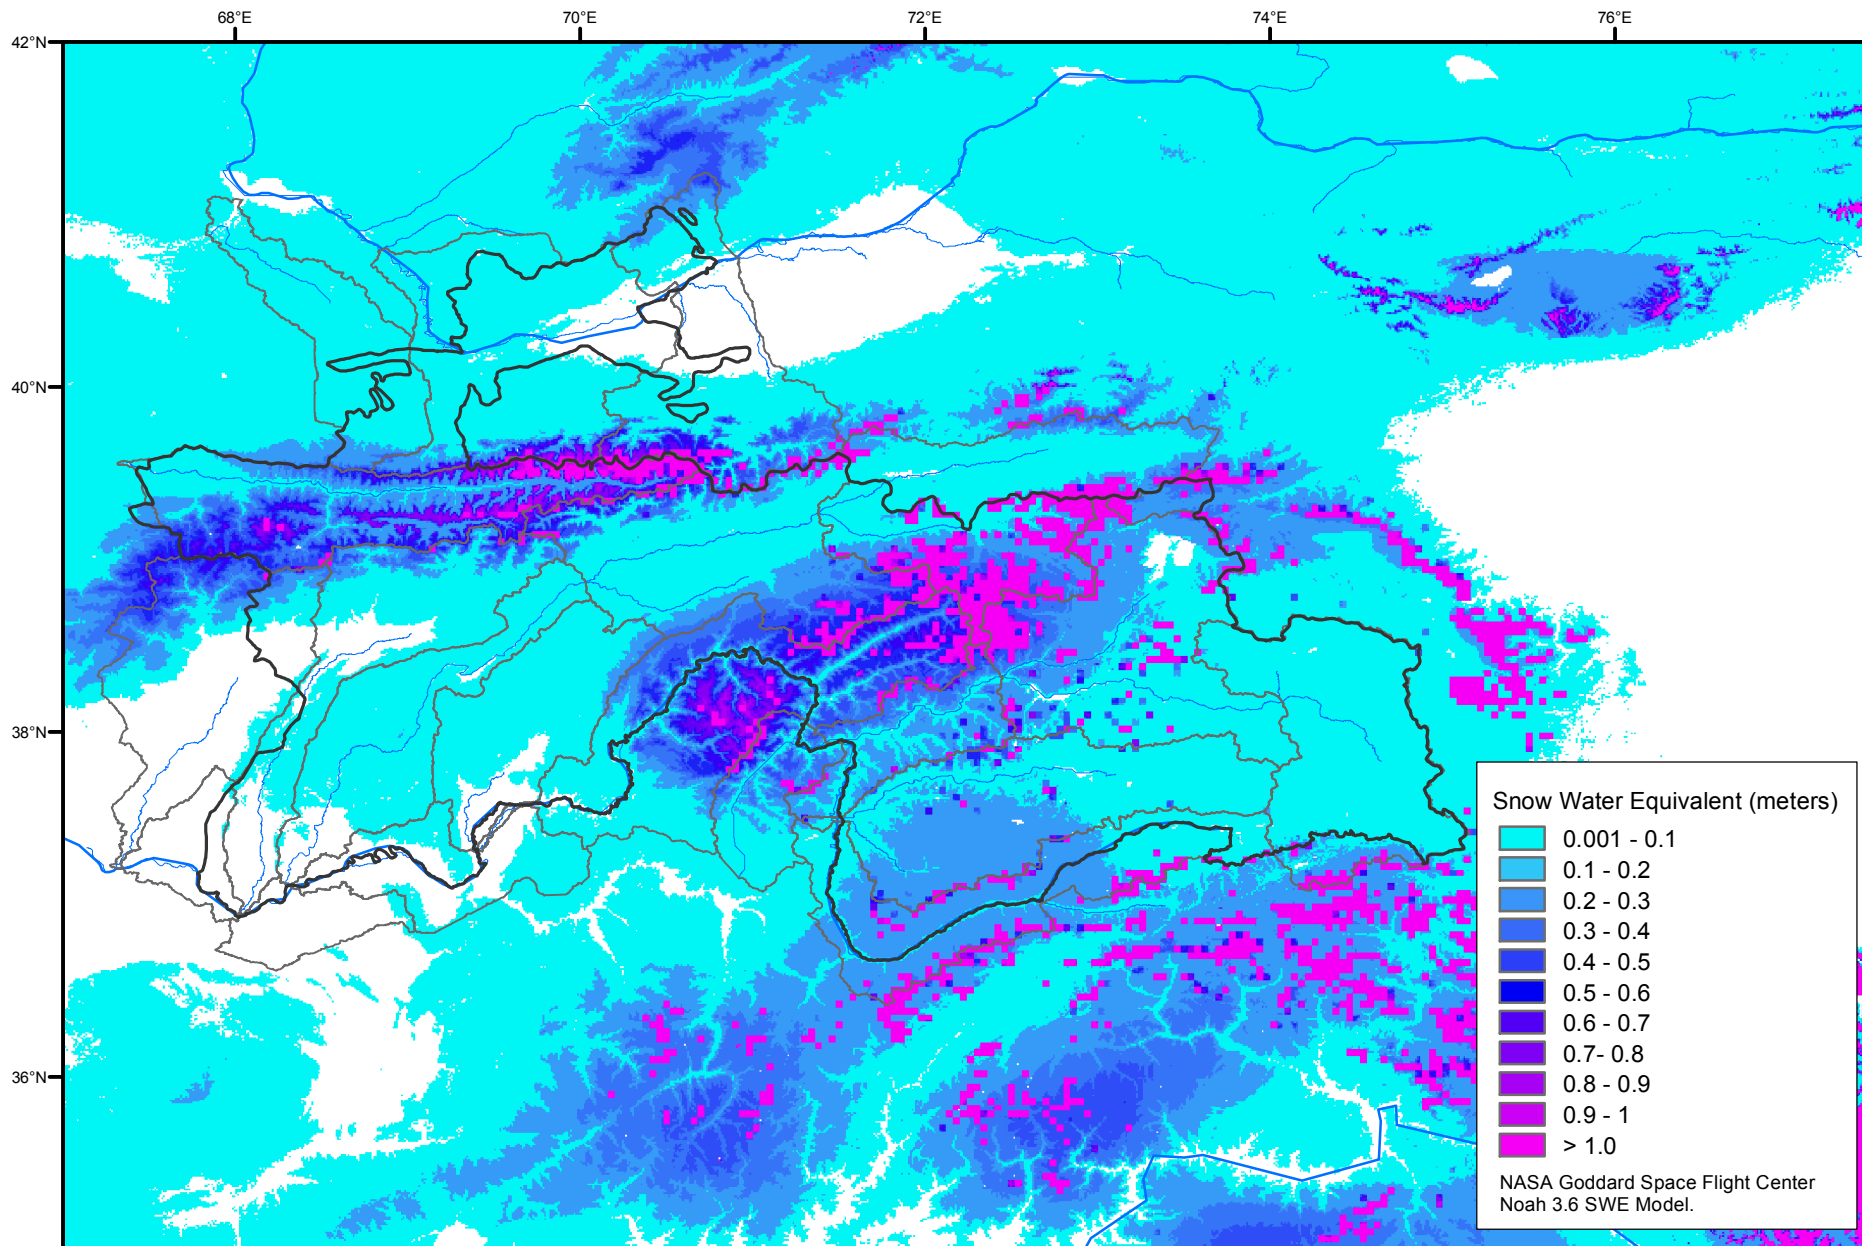 68°E 70°E 72°E 74°E 76°E
42°N
40°N
38°N
36°N
Snow Water Equivalent (meters)
0.001 - 0.1
0.1 - 0.2
0.2 - 0.3
0.3 - 0.4
0.4 - 0.5
0.5 - 0.6
0.6 - 0.7
0.7- 0.8
0.8 - 0.9
0.9 - 1
> 1.0
NASA Goddard Space Flight Center
Noah 3.6 SWE Model.